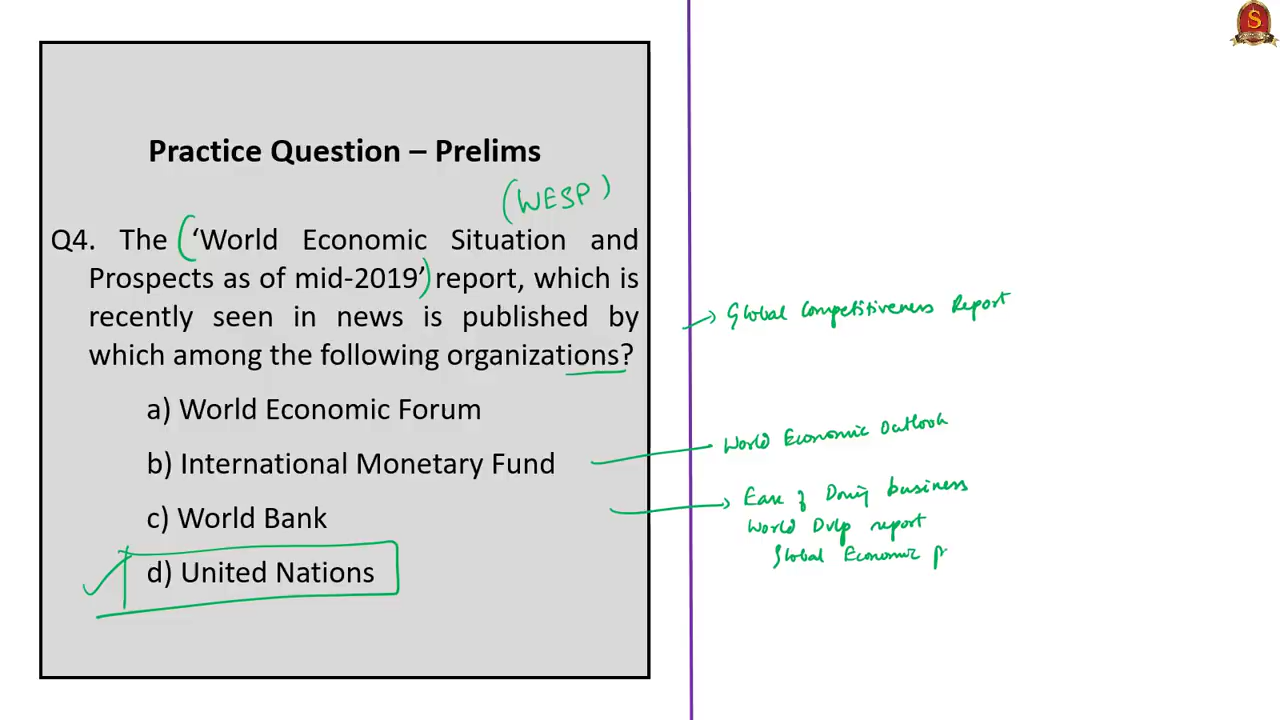 Practice Question – Prelims
(WESP)
Q4. The ('World Economic Situation and
Prospects as of mid-2019') report, which is
recently seen in news is published by
which among the following organizations?
a) World Economic Forum
b) International Monetary Fund
c) World Bank
d) United Nations
S
Global Competitiveness Report
World Economic Outlook
Ease of Doing business
World Dvlp report
Global Economic p